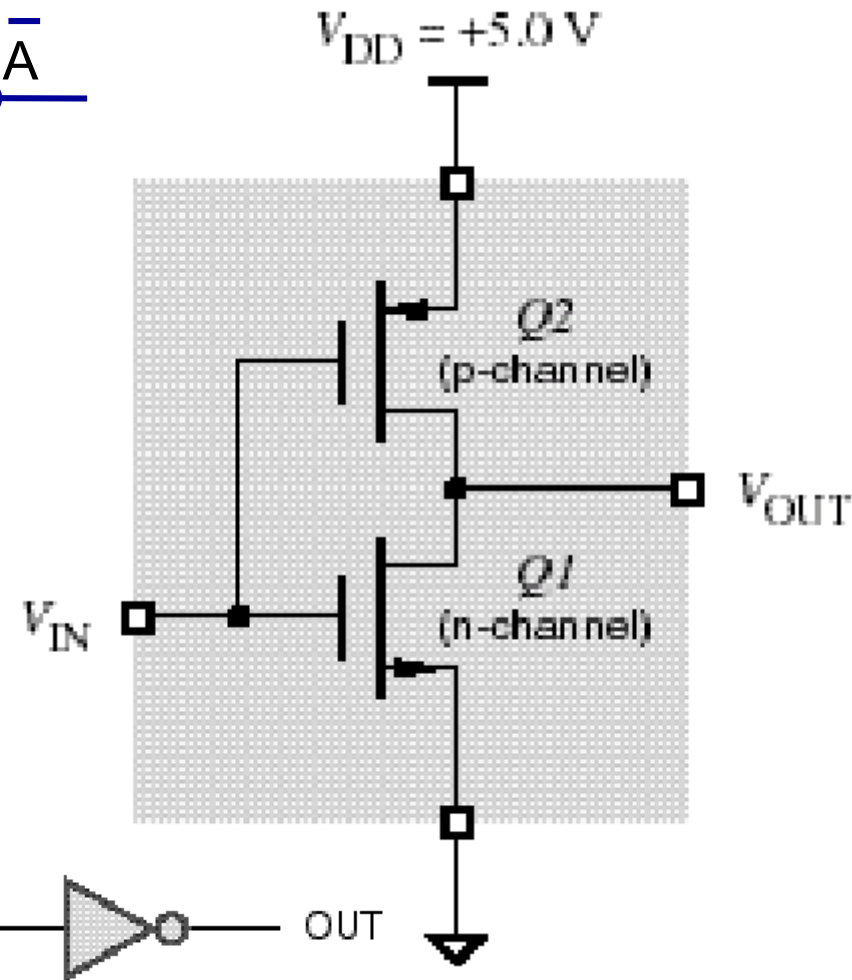 A̅
V_DD = +5.0 V
Q2
(p-channel)
V_OUT
Q1
(n-channel)
V_IN
OUT